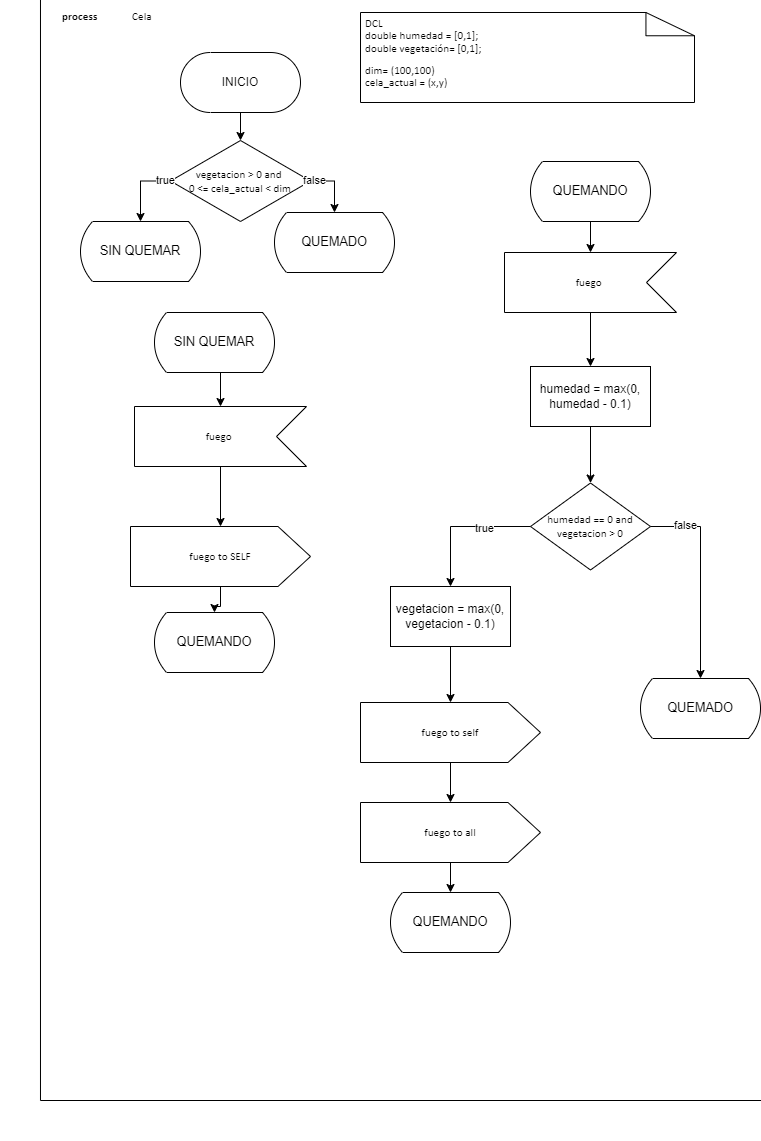 process Cela
DCL
double humedad = [0,1];
double vegetación= [0,1];
dim= (100,100)
cela_actual = (x,y)
INICIO
vegetacion > 0 and
0 <= cela_actual < dim
true
false
SIN QUEMAR
QUEMADO
SIN QUEMAR
fuego
fuego to SELF
QUEMANDO
QUEMANDO
fuego
humedad = max(0,
humedad - 0.1)
humedad == 0 and
vegetacion > 0
true
false
vegetacion = max(0,
vegetacion - 0.1)
QUEMADO
fuego to self
fuego to all
QUEMANDO